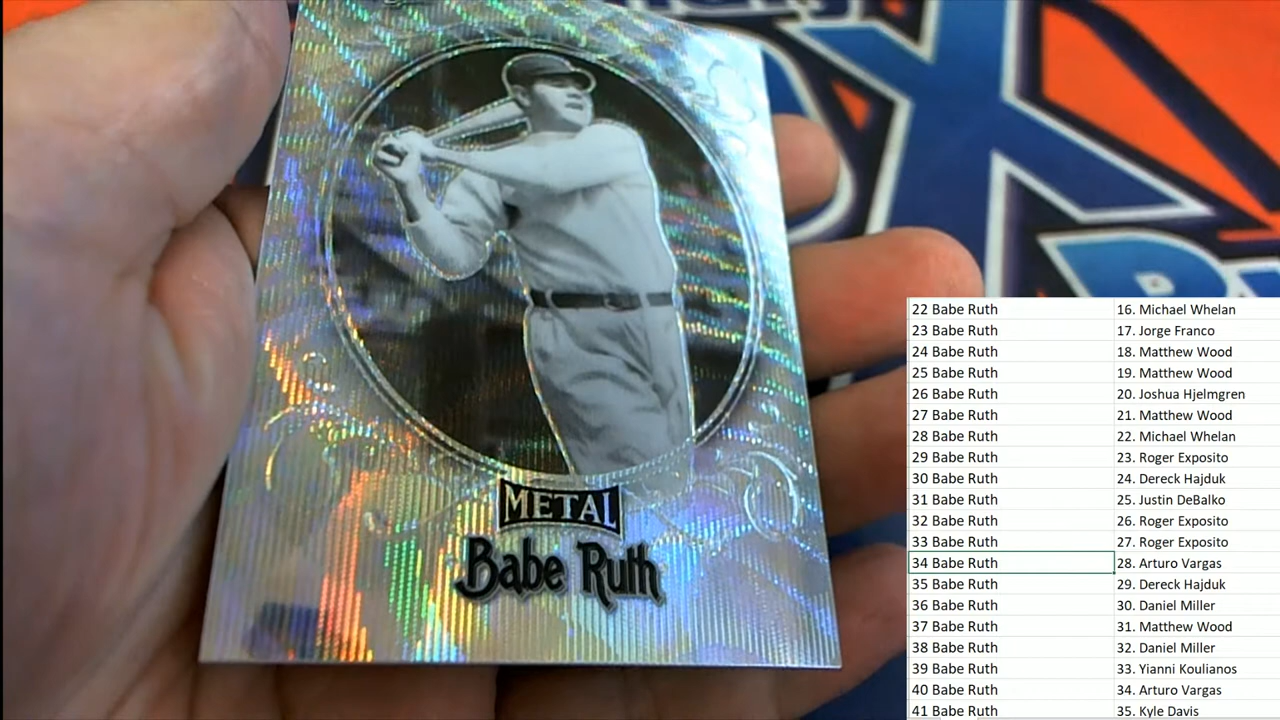 METAL
Babe Ruth
22 Babe Ruth 16. Michael Whelan
23 Babe Ruth 17. Jorge Franco
24 Babe Ruth 18. Matthew Wood
25 Babe Ruth 19. Matthew Wood
26 Babe Ruth 20. Joshua Hjelmgren
27 Babe Ruth 21. Matthew Wood
28 Babe Ruth 22. Michael Whelan
29 Babe Ruth 23. Roger Exposito
30 Babe Ruth 24. Dereck Hajduk
31 Babe Ruth 25. Justin DeBalko
32 Babe Ruth 26. Roger Exposito
33 Babe Ruth 27. Roger Exposito
34 Babe Ruth 28. Arturo Vargas
35 Babe Ruth 29. Dereck Hajduk
36 Babe Ruth 30. Daniel Miller
37 Babe Ruth 31. Matthew Wood
38 Babe Ruth 32. Daniel Miller
39 Babe Ruth 33. Yianni Koulianos
40 Babe Ruth 34. Arturo Vargas
41 Babe Ruth 35. Kyle Davis